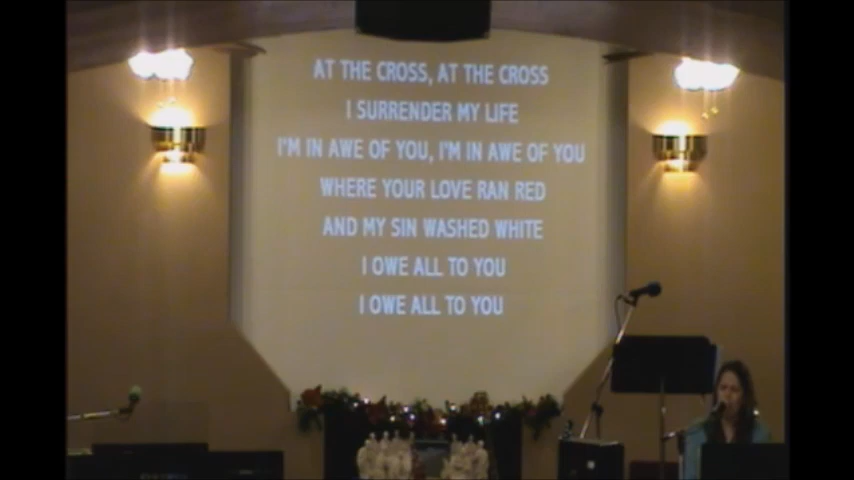 AT THE CROSS, AT THE CROSS
I SURRENDER MY LIFE
I'M IN AWE OF YOU, I'M IN AWE OF YOU
WHERE YOUR LOVE RAN RED
AND MY SIN WASHED WHITE
I OWE ALL TO YOU
I OWE ALL TO YOU